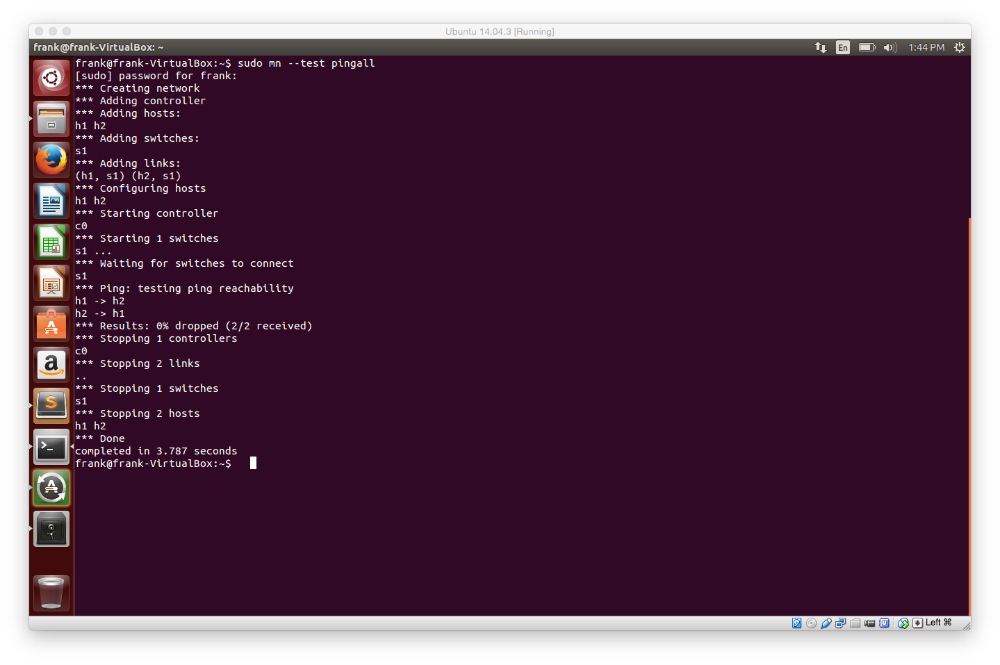 Ubuntu 14.04.3 [Running]
frank@frank-VirtualBox: ~
En
1:44 PM
frank@frank-VirtualBox:~$ sudo mn --test pingall
[sudo] password for frank:
*** Creating network
*** Adding controller
*** Adding hosts:
h1 h2
*** Adding switches:
s1
*** Adding links:
(h1, s1) (h2, s1)
*** Configuring hosts
h1 h2
*** Starting controller
c0
*** Starting 1 switches
s1 ...
*** Waiting for switches to connect
s1
*** Ping: testing ping reachability
h1 -> h2
h2 -> h1
*** Results: 0% dropped (2/2 received)
*** Stopping 1 controllers
c0
*** Stopping 2 links
..
*** Stopping 1 switches
s1
*** Stopping 2 hosts
h1 h2
*** Done
completed in 3.787 seconds
frank@frank-VirtualBox:~$
Left ⌘